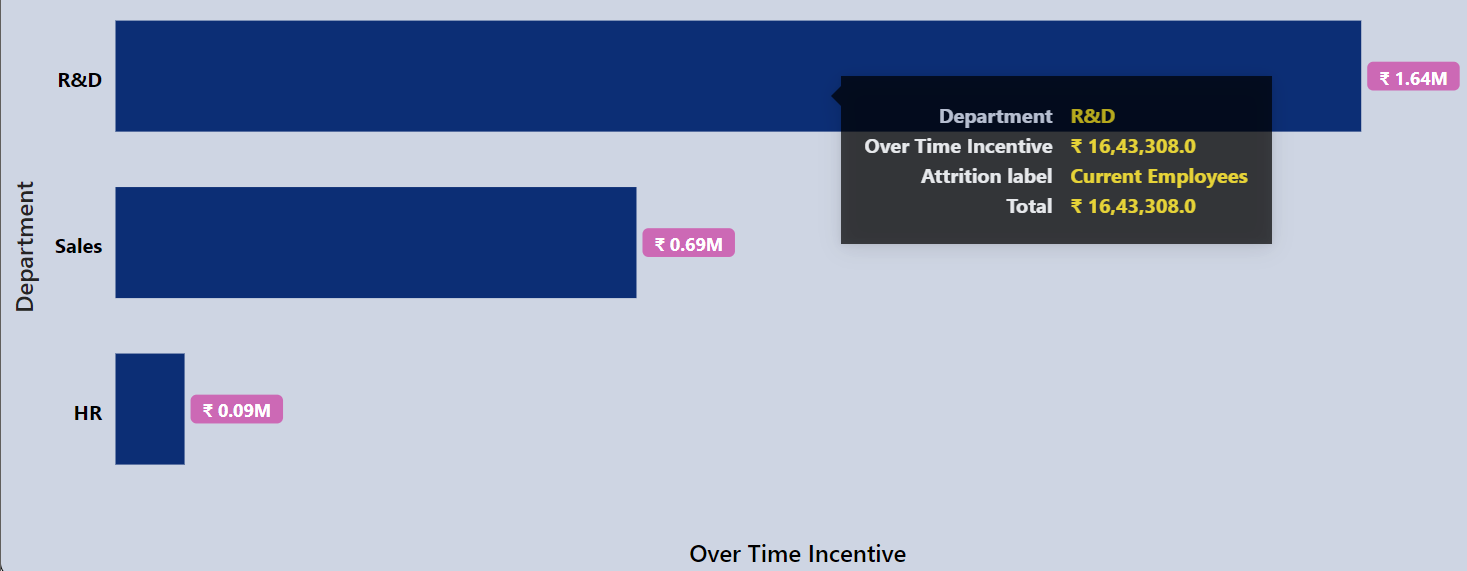 Department
R&D
₹ 1.64M
Department R&D
Over Time Incentive ₹ 16,43,308.0
Attrition label Current Employees
Total ₹ 16,43,308.0
Sales
₹ 0.69M
HR
₹ 0.09M
Over Time Incentive